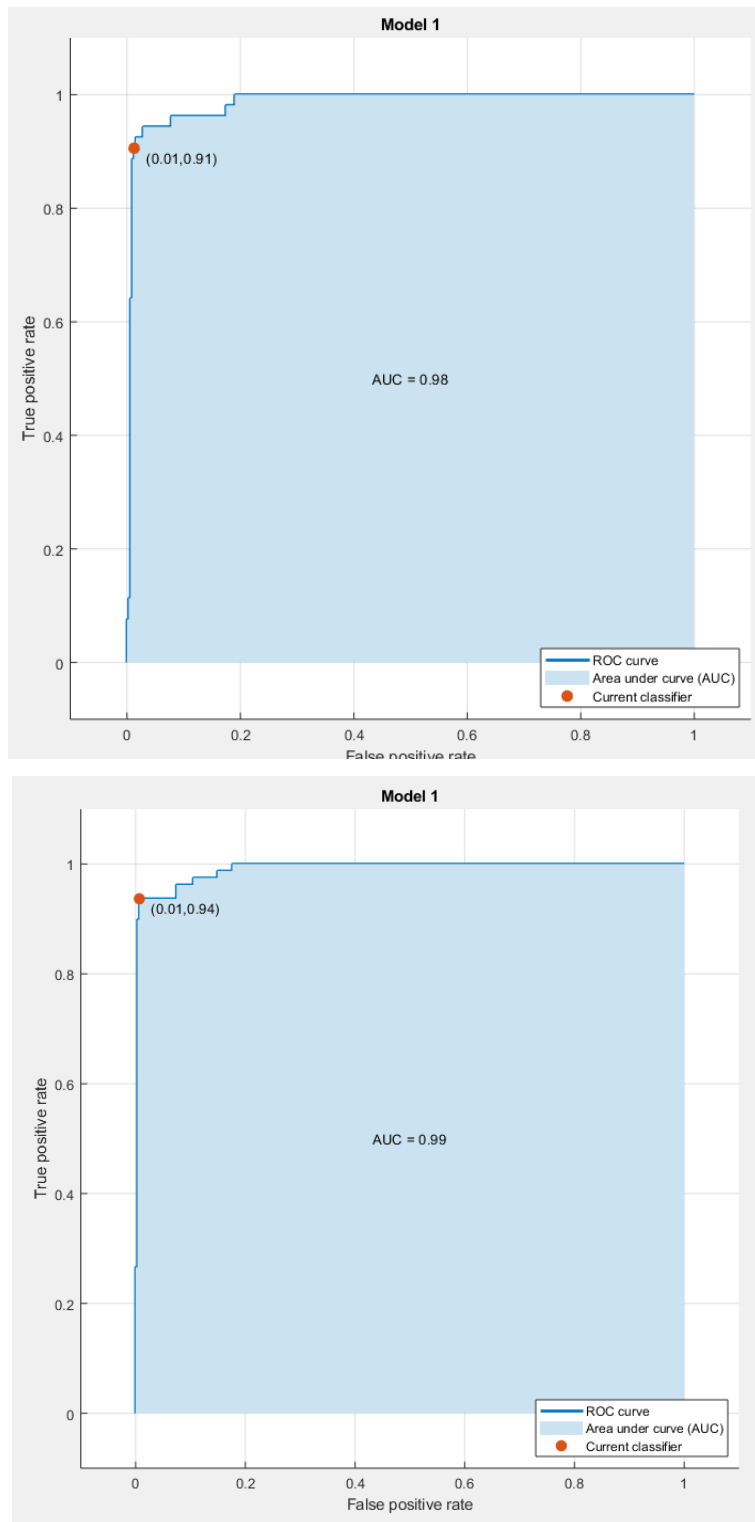 Model 1
1
0.8
0.6
0.4
0.2
0
True positive rate
(0.01,0.91)
AUC = 0.98
ROC curve
Area under curve (AUC)
Current classifier
0 0.2 0.4 0.6 0.8 1
False positive rate
Model 1
1
0.8
0.6
0.4
0.2
0
True positive rate
(0.01,0.94)
AUC = 0.99
ROC curve
Area under curve (AUC)
Current classifier
0 0.2 0.4 0.6 0.8 1
False positive rate